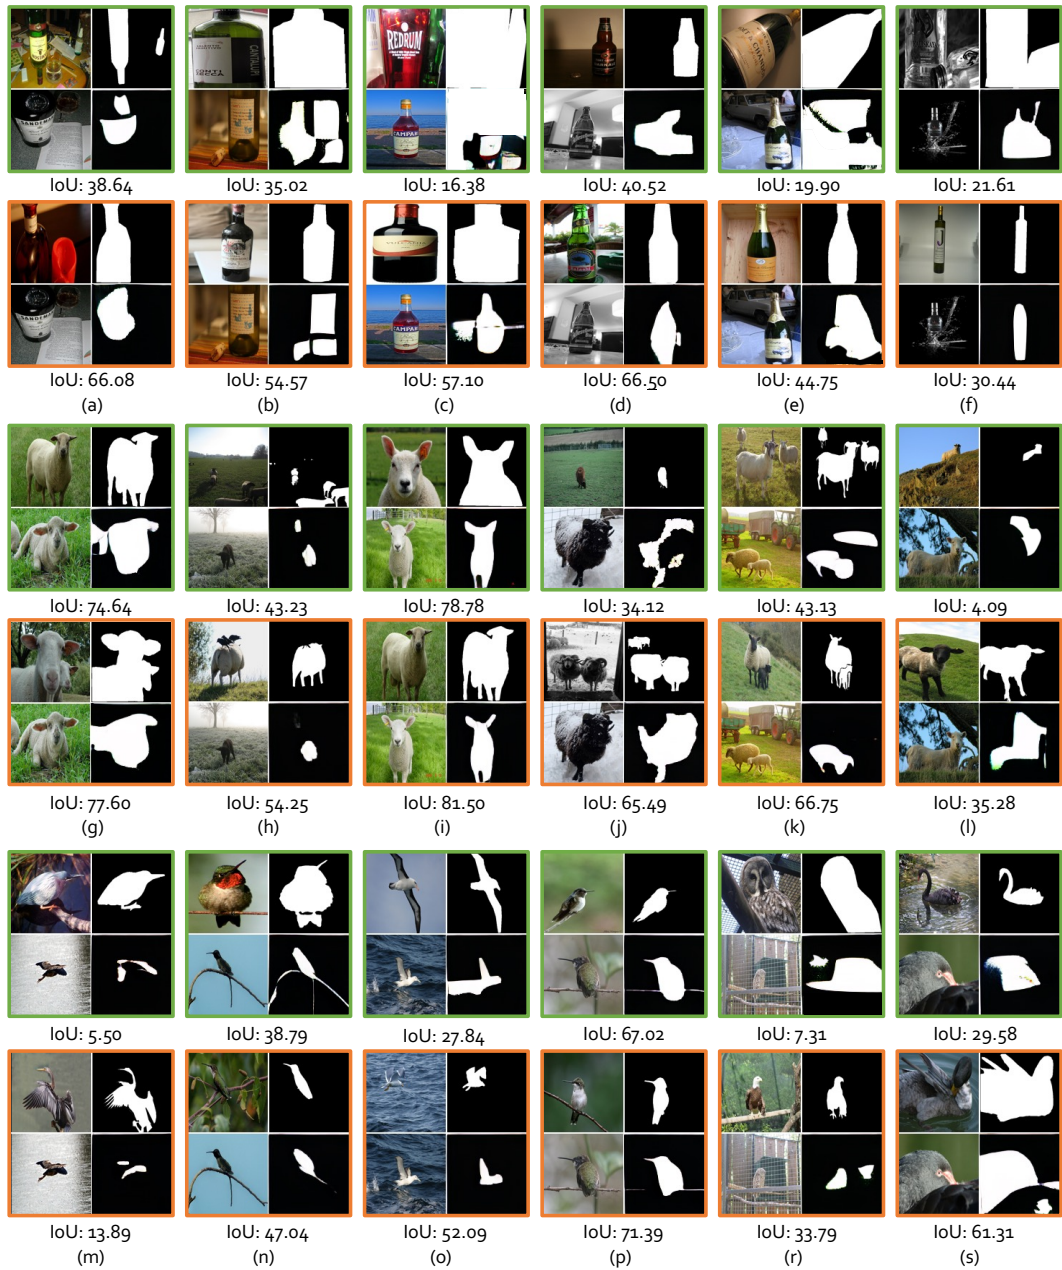 REDRUM
SANDEMAN
CAMPARI
IoU: 38.64 IoU: 35.02 IoU: 16.38 IoU: 40.52 IoU: 19.90 IoU: 21.61
SANDEMAN
CAMPARI
J
IoU: 66.08 IoU: 54.57 IoU: 57.10 IoU: 66.50 IoU: 44.75 IoU: 30.44
(a) (b) (c) (d) (e) (f)
IoU: 74.64 IoU: 43.23 IoU: 78.78 IoU: 34.12 IoU: 43.13 IoU: 4.09
IoU: 77.60 IoU: 54.25 IoU: 81.50 IoU: 65.49 IoU: 66.75 IoU: 35.28
(g) (h) (i) (j) (k) (l)
IoU: 5.50 IoU: 38.79 IoU: 27.84 IoU: 67.02 IoU: 7.31 IoU: 29.58
IoU: 13.89 IoU: 47.04 IoU: 52.09 IoU: 71.39 IoU: 33.79 IoU: 61.31
(m) (n) (o) (p) (r) (s)